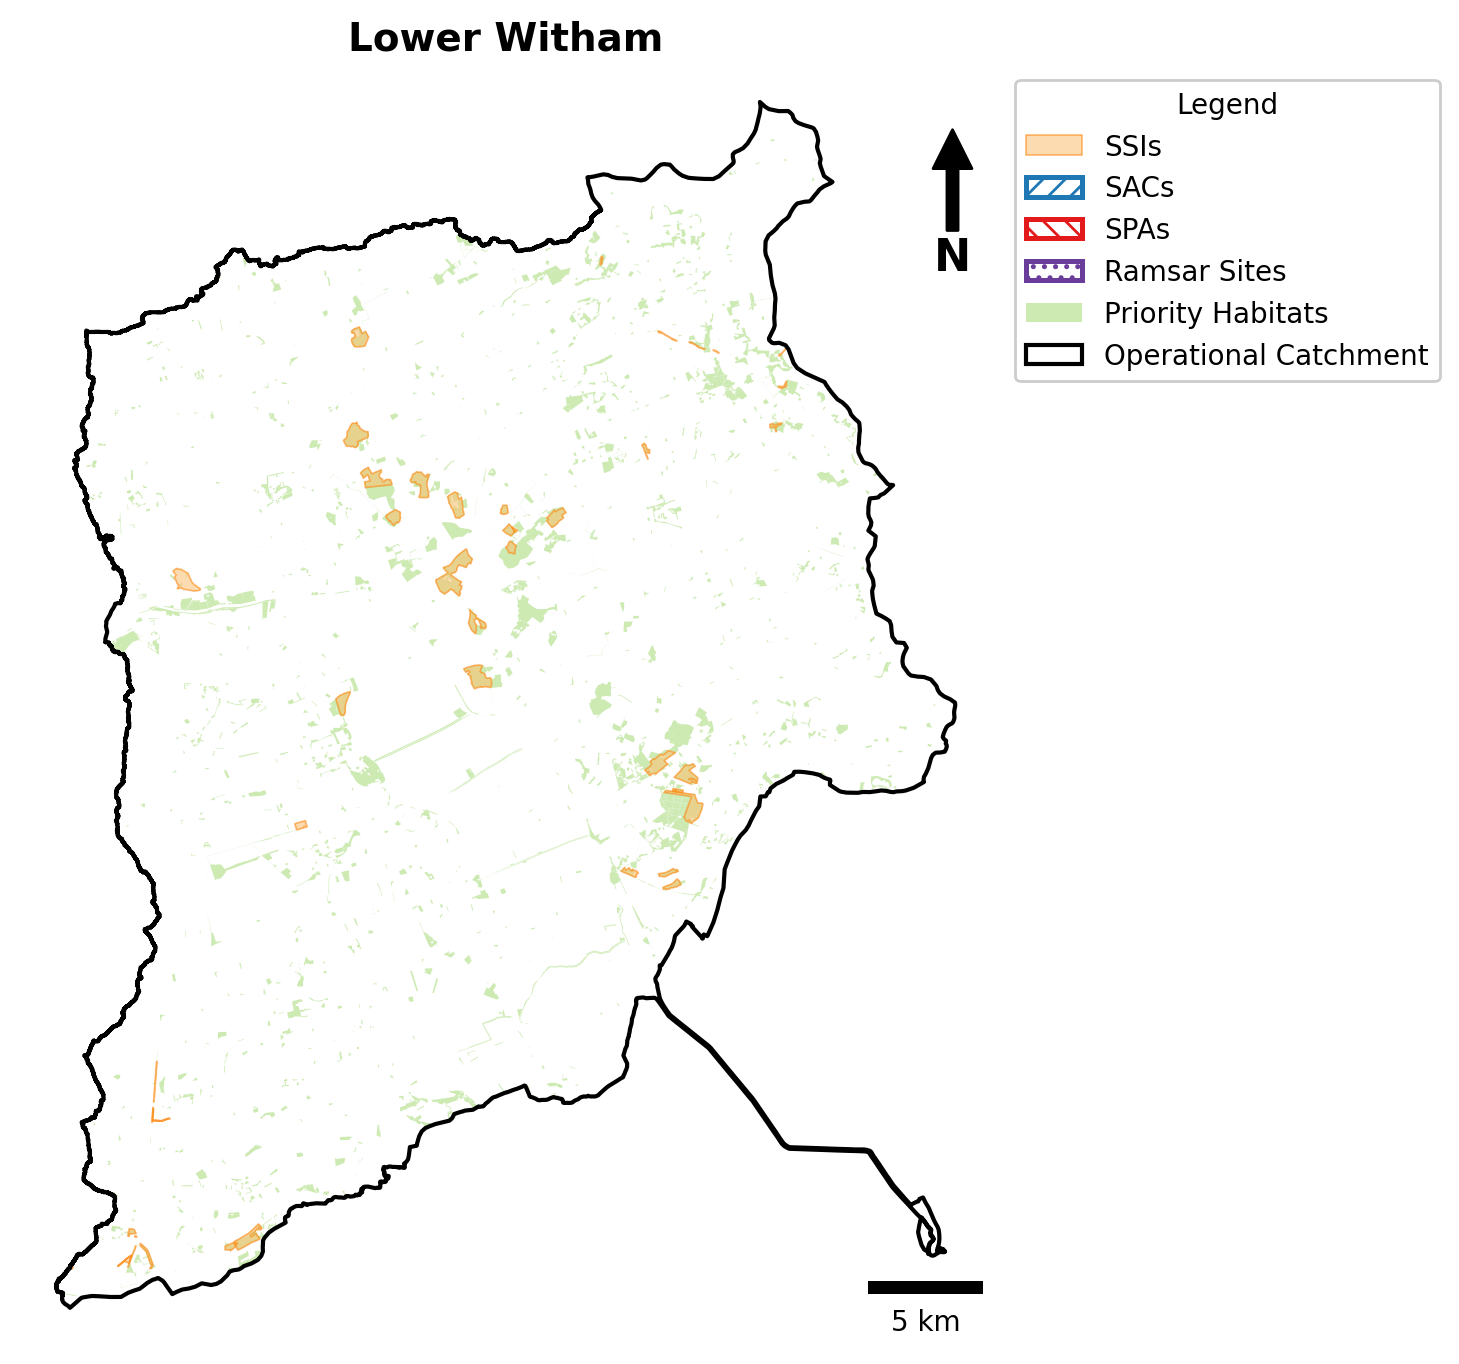 Lower Witham
Legend
SSIs
SACs
SPAs
Ramsar Sites
Priority Habitats
Operational Catchment
N
5 km